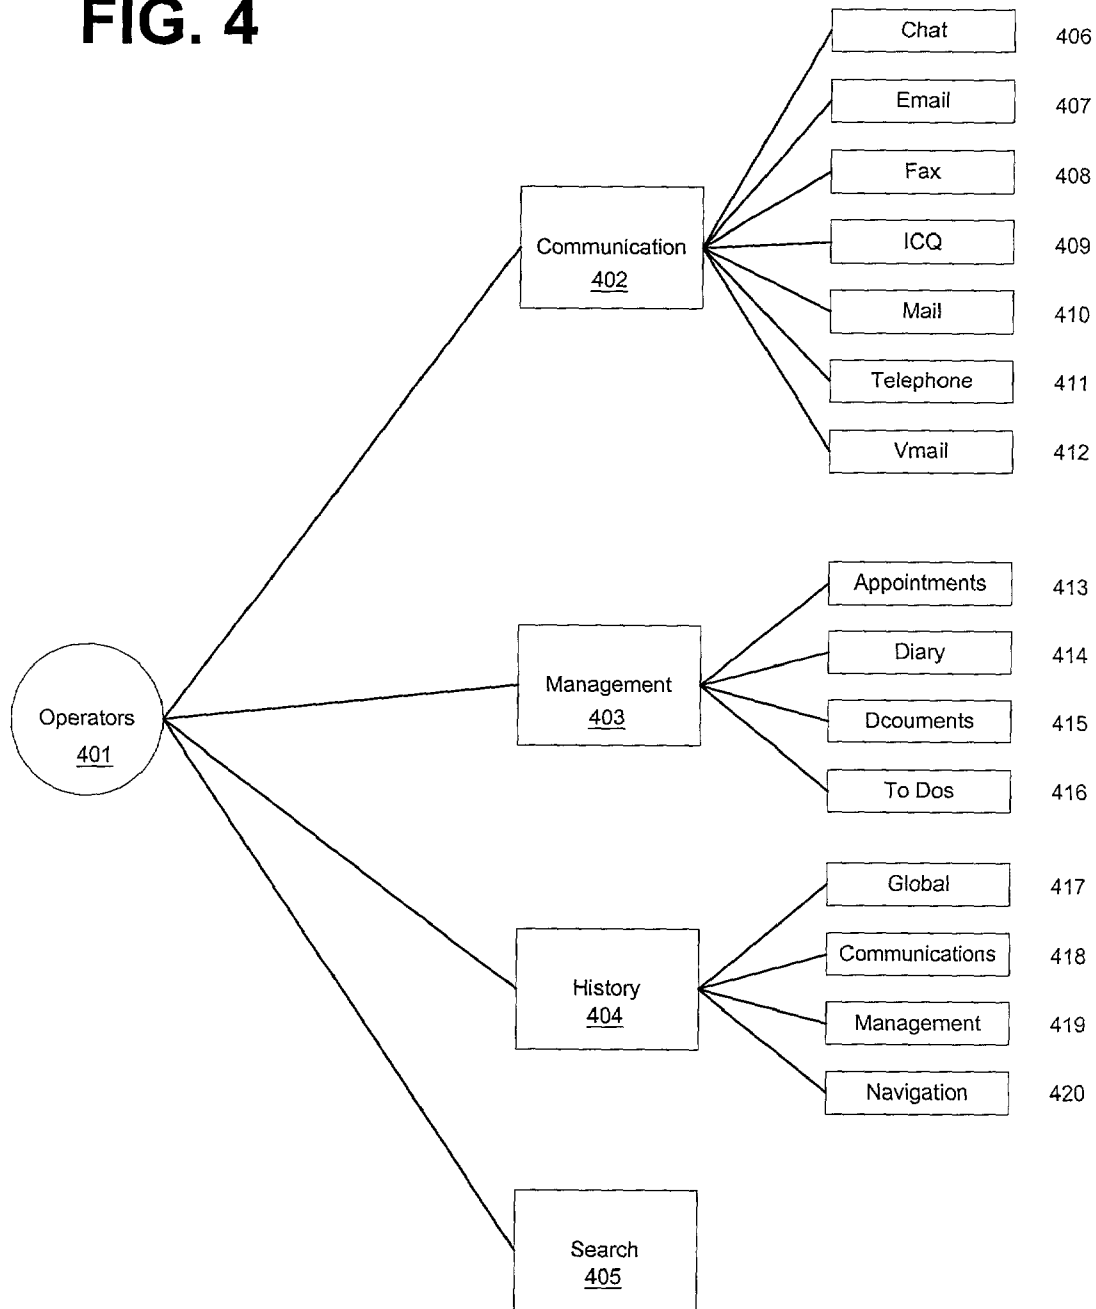 FIG. 4
Chat 406
Email 407
Fax 408
Communication
402
ICQ 409
Mail 410
Telephone 411
Vmail 412
Appointments 413
Diary 414
Management
403
Dcouments 415
To Dos 416
Operators
401
Global 417
Communications 418
History
404
Management 419
Navigation 420
Search
405